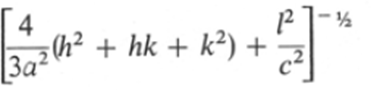 [4/3a² (h² + hk + k²) + l²/c²]^–½